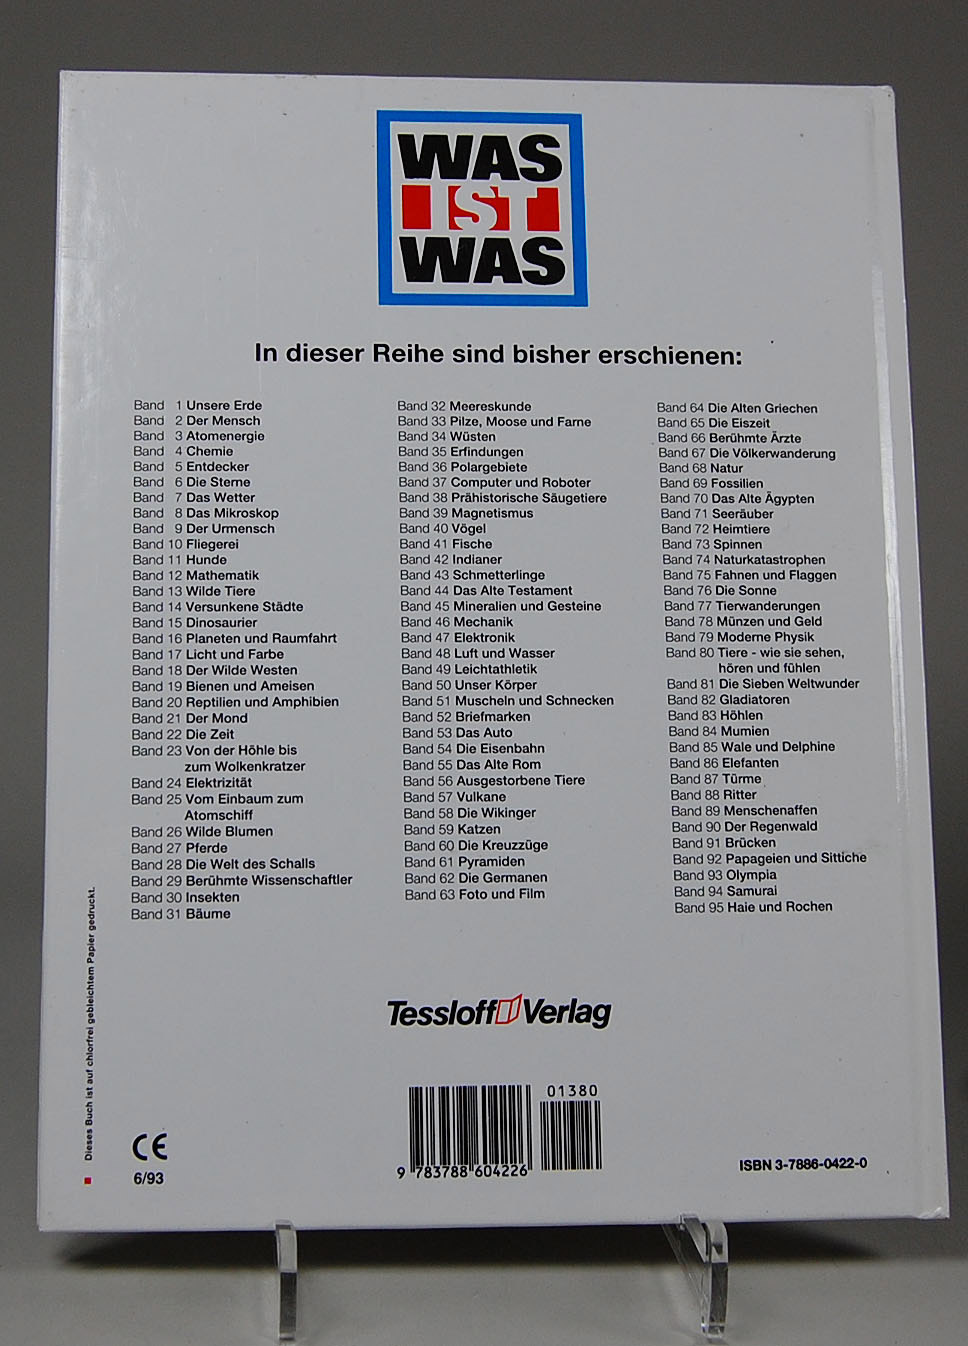 WAS
IST
WAS
In dieser Reihe sind bisher erschienen:
Band 1 Unsere Erde
Band 2 Der Mensch
Band 3 Atomenergie
Band 4 Chemie
Band 5 Entdecker
Band 6 Die Sterne
Band 7 Das Wetter
Band 8 Das Mikroskop
Band 9 Der Urmensch
Band 10 Fliegerei
Band 11 Hunde
Band 12 Mathematik
Band 13 Wilde Tiere
Band 14 Versunkene Städte
Band 15 Dinosaurier
Band 16 Planeten und Raumfahrt
Band 17 Licht und Farbe
Band 18 Der Wilde Westen
Band 19 Bienen und Ameisen
Band 20 Reptilien und Amphibien
Band 21 Der Mond
Band 22 Die Zeit
Band 23 Von der Höhle bis
zum Wolkenkratzer
Band 24 Elektrizität
Band 25 Vom Einbaum zum
Atomschiff
Band 26 Wilde Blumen
Band 27 Pferde
Band 28 Die Welt des Schalls
Band 29 Berühmte Wissenschaftler
Band 30 Insekten
Band 31 Bäume
Band 32 Meereskunde
Band 33 Pilze, Moose und Farne
Band 34 Wüsten
Band 35 Erfindungen
Band 36 Polargebiete
Band 37 Computer und Roboter
Band 38 Prähistorische Säugetiere
Band 39 Magnetismus
Band 40 Vögel
Band 41 Fische
Band 42 Indianer
Band 43 Schmetterlinge
Band 44 Das Alte Testament
Band 45 Mineralien und Gesteine
Band 46 Mechanik
Band 47 Elektronik
Band 48 Luft und Wasser
Band 49 Leichtathletik
Band 50 Unser Körper
Band 51 Muscheln und Schnecken
Band 52 Briefmarken
Band 53 Das Auto
Band 54 Die Eisenbahn
Band 55 Das Alte Rom
Band 56 Ausgestorbene Tiere
Band 57 Vulkane
Band 58 Die Wikinger
Band 59 Katzen
Band 60 Die Kreuzzüge
Band 61 Pyramiden
Band 62 Die Germanen
Band 63 Foto und Film
Band 64 Die Alten Griechen
Band 65 Die Eiszeit
Band 66 Berühmte Ärzte
Band 67 Die Völkerwanderung
Band 68 Natur
Band 69 Fossilien
Band 70 Das Alte Ägypten
Band 71 Seeräuber
Band 72 Heimtiere
Band 73 Spinnen
Band 74 Naturkatastrophen
Band 75 Fahnen und Flaggen
Band 76 Die Sonne
Band 77 Tierwanderungen
Band 78 Münzen und Geld
Band 79 Moderne Physik
Band 80 Tiere - wie sie sehen,
hören und fühlen
Band 81 Die Sieben Weltwunder
Band 82 Gladiatoren
Band 83 Höhlen
Band 84 Mumien
Band 85 Wale und Delphine
Band 86 Elefanten
Band 87 Türme
Band 88 Ritter
Band 89 Menschenaffen
Band 90 Der Regenwald
Band 91 Brücken
Band 92 Papageien und Sittiche
Band 93 Olympia
Band 94 Samurai
Band 95 Haie und Rochen
Dieses Buch ist auf chlorfrei gebleichtem Papier gedruckt.
Tessloff Verlag
CE
6/93
01380
9 783788 604226
ISBN 3-7886-0422-0